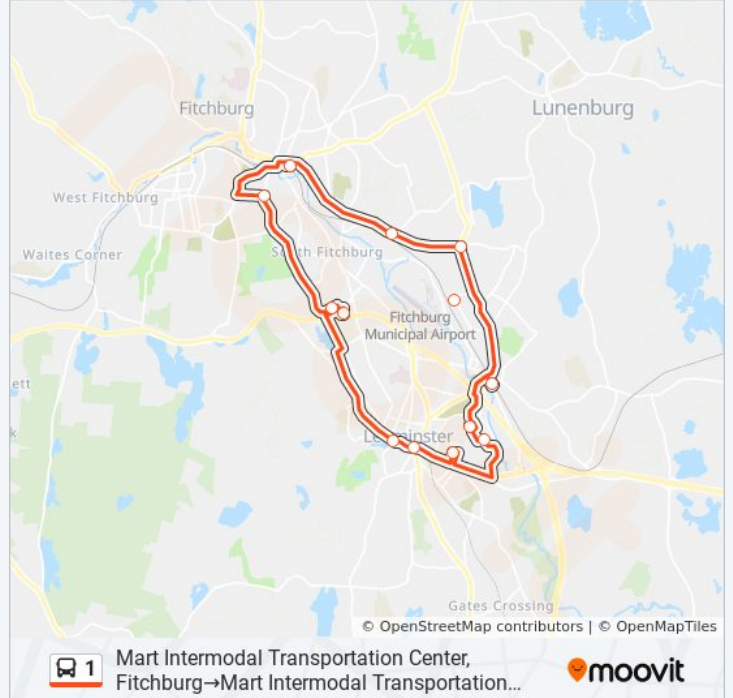 Fitchburg
Lunenburg
West Fitchburg
Waites Corner
South Fitchburg
Fitchburg
Municipal Airport
ett
k
Leominster
Gates Crossing
© OpenStreetMap contributors | © OpenMapTiles
1
Mart Intermodal Transportation Center,
Fitchburg→Mart Intermodal Transportation...
moovit